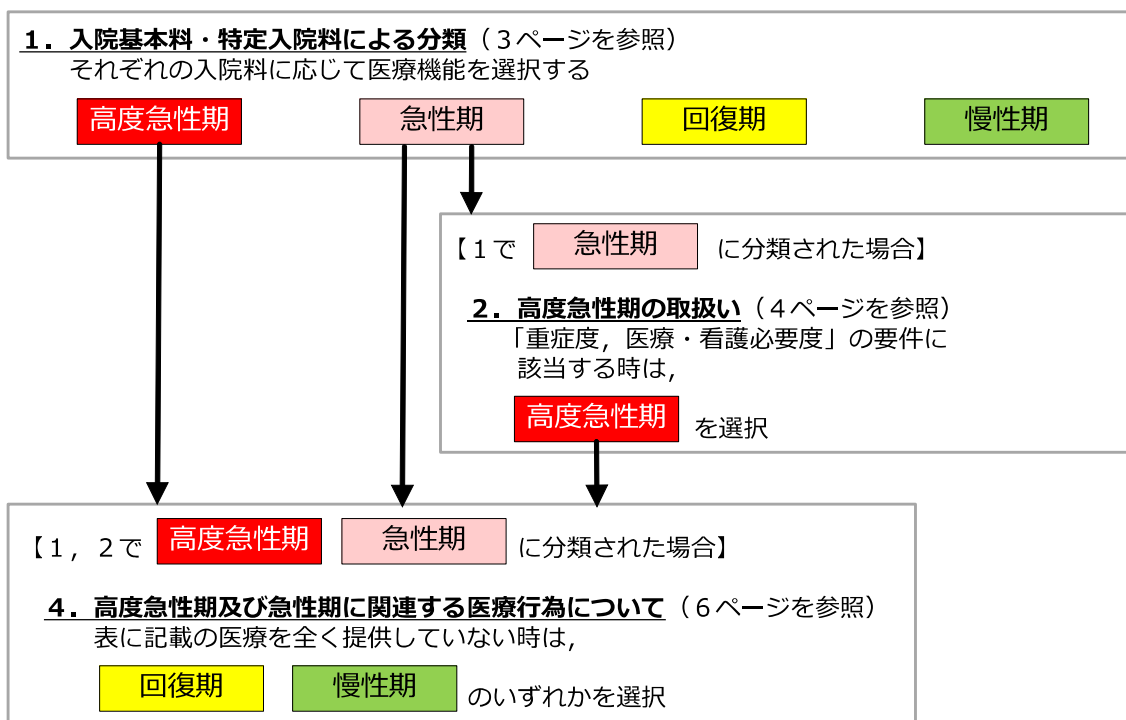 1．入院基本料・特定入院料による分類（３ページを参照）
それぞれの入院料に応じて医療機能を選択する
高度急性期 急性期 回復期 慢性期
【１で 急性期 に分類された場合】
2．高度急性期の取扱い（４ページを参照）
「重症度，医療・看護必要度」の要件に
該当する時は，
高度急性期 を選択
【１，２で 高度急性期 急性期 に分類された場合】
4．高度急性期及び急性期に関連する医療行為について（６ページを参照）
表に記載の医療を全く提供していない時は，
回復期 慢性期 のいずれかを選択